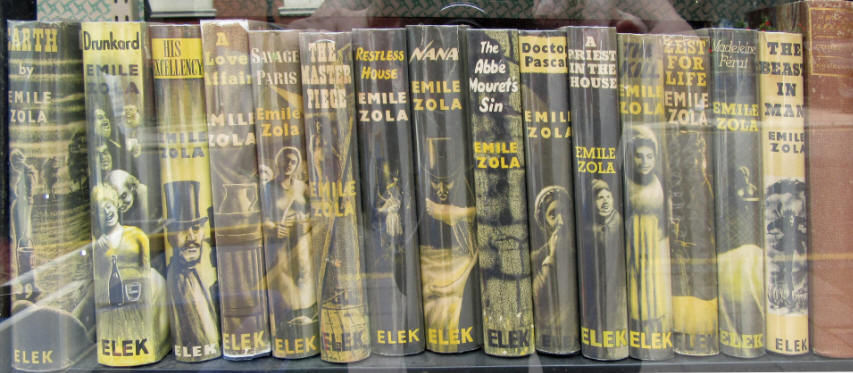 EARTH
by
EMILE
ZOLA
ELEK
Drunkard
EMILE
ZOLA
ELEK
HIS
EXCELLENCY
EMILE
ZOLA
ELEK
A
Love
Affair
EMILE
ZOLA
ELEK
SAVAGE
PARIS
Emile
Zola
ELEK
THE
MASTER
PIECE
EMILE
ZOLA
ELEK
RESTLESS
HOUSE
EMILE
ZOLA
ELEK
NANA
EMILE
ZOLA
ELEK
The
Abbé
Mouret's
Sin
EMILE
ZOLA
ELEK
Doctor
Pascal
EMILE
ZOLA
ELEK
A
PRIEST
IN THE
HOUSE
EMILE
ZOLA
ELEK
EMILE
ZOLA
ELEK
ZEST
FOR
LIFE
EMILE
ZOLA
ELEK
Madeleine
Férat
EMILE
ZOLA
ELEK
THE
BEAST
IN
MAN
EMILE
ZOLA
ELEK